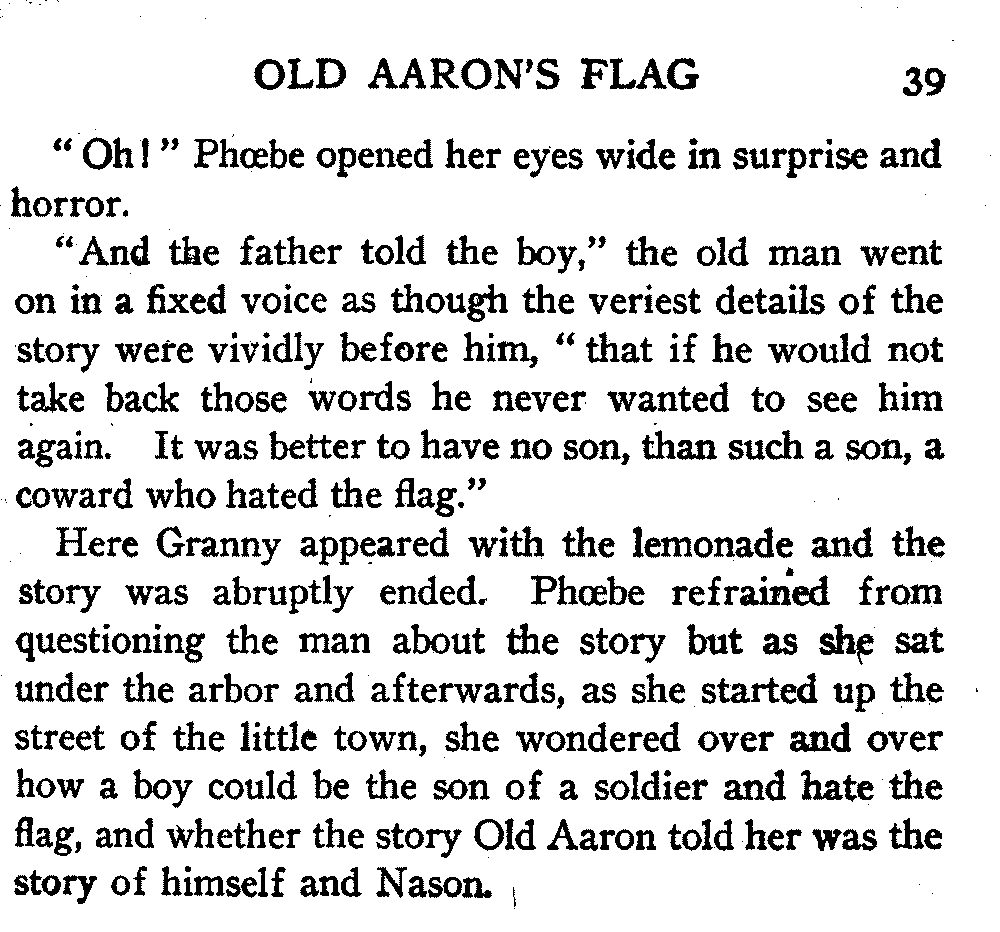 OLD AARON'S FLAG 39
"Oh!" Phœbe opened her eyes wide in surprise and
horror.
"And the father told the boy," the old man went
on in a fixed voice as though the veriest details of the
story were vividly before him, "that if he would not
take back those words he never wanted to see him
again. It was better to have no son, than such a son, a
coward who hated the flag."
Here Granny appeared with the lemonade and the
story was abruptly ended. Phœbe refrained from
questioning the man about the story but as she sat
under the arbor and afterwards, as she started up the
street of the little town, she wondered over and over
how a boy could be the son of a soldier and hate the
flag, and whether the story Old Aaron told her was the
story of himself and Nason.